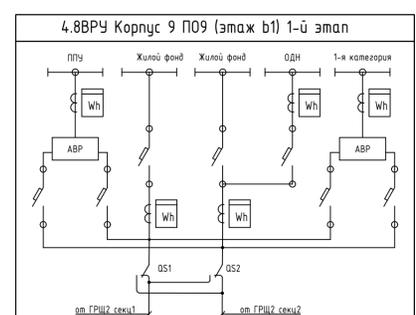 4.8ВРУ Корпус 9 ПО9 (этаж b1) 1-й этап
ППУ Жилой фонд Жилой фонд ОДН 1-я категория
Wh Wh Wh
АВР АВР
Wh Wh
QS1 QS2
от ГРЩ2 секц1 от ГРЩ2 секц2